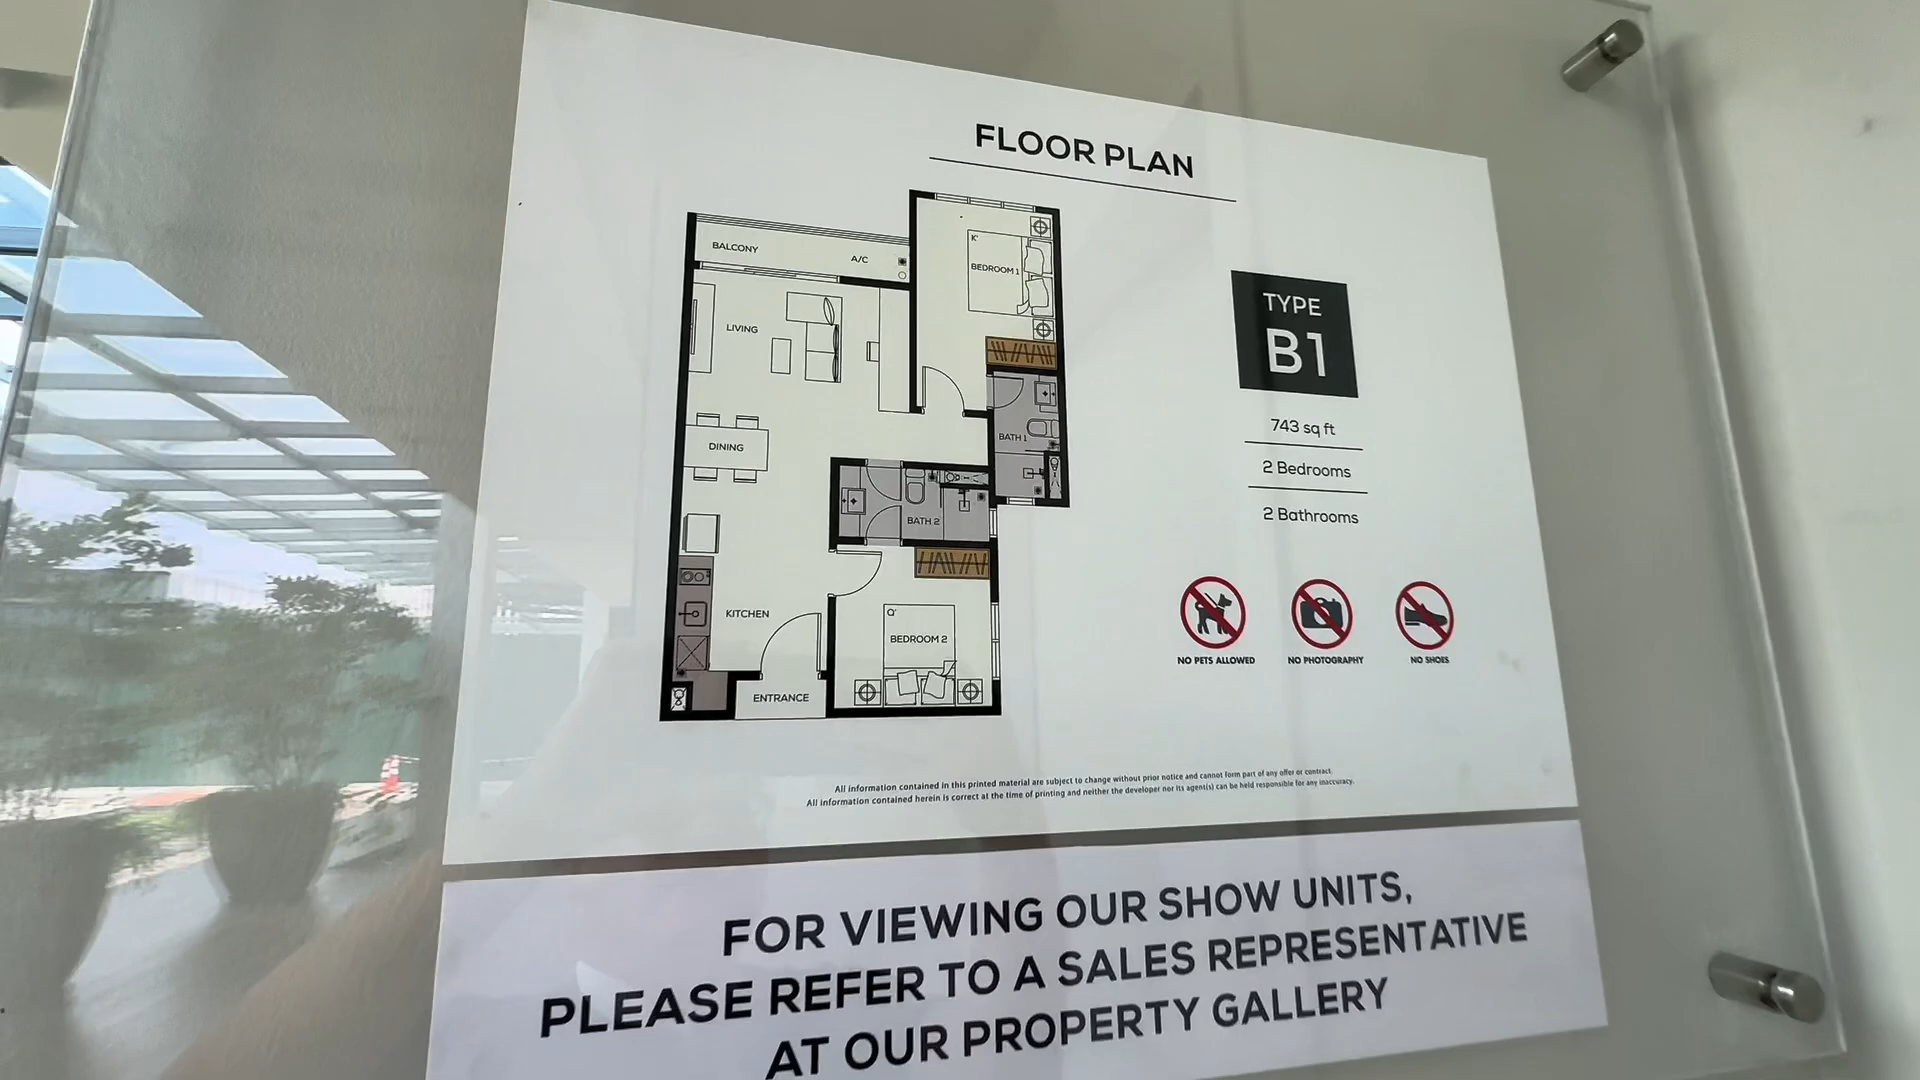 FLOOR PLAN
BALCONY
A/C
K'
BEDROOM 1
LIVING
DINING
BATH 1
BATH 2
KITCHEN
Q'
BEDROOM 2
ENTRANCE
TYPE
B1
743 sq ft
2 Bedrooms
2 Bathrooms
NO PETS ALLOWED
NO PHOTOGRAPHY
NO SHOES
All information contained in this printed material are subject to change without prior notice and cannot form part of any offer or contract.
All information contained herein is correct at the time of printing and neither the developer nor its agent(s) can be held responsible for any inaccuracy.
FOR VIEWING OUR SHOW UNITS,
PLEASE REFER TO A SALES REPRESENTATIVE
AT OUR PROPERTY GALLERY